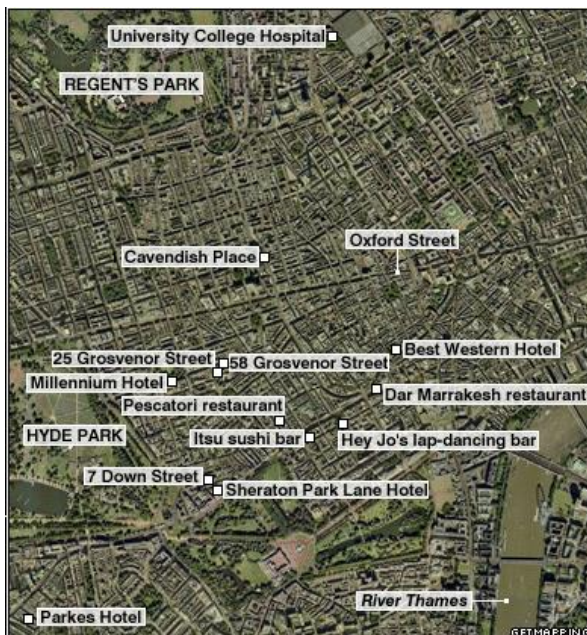 University College Hospital
REGENT'S PARK
Oxford Street
Cavendish Place
Best Western Hotel
25 Grosvenor Street
58 Grosvenor Street
Millennium Hotel
Dar Marrakesh restaurant
Pescatori restaurant
HYDE PARK
Itsu sushi bar
Hey Jo's lap-dancing bar
7 Down Street
Sheraton Park Lane Hotel
River Thames
Parkes Hotel
GETMAPPING